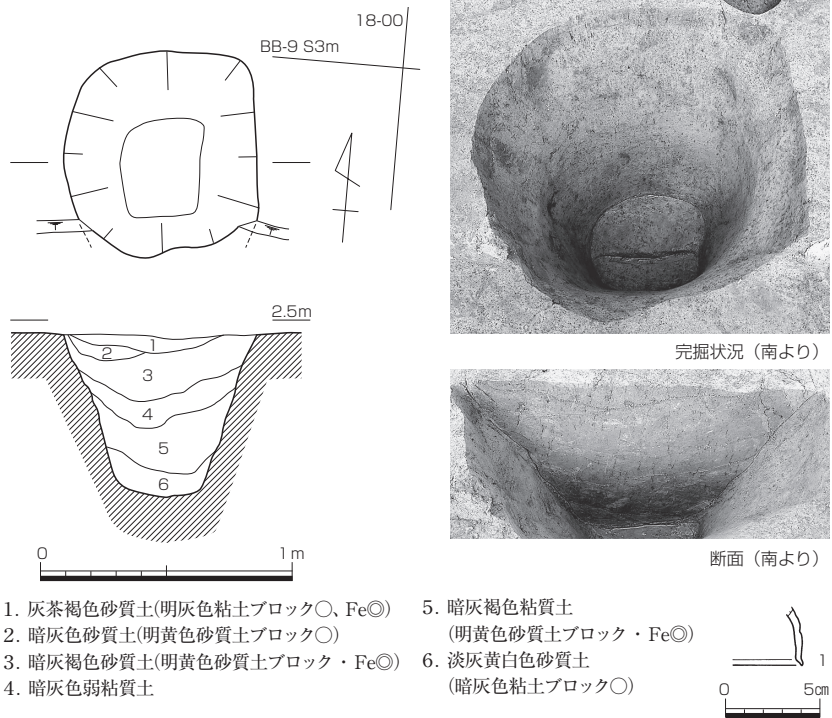 18-00
BB-9 S3m
完掘状況（南より）
2.5m
1
2
3
4
5
6
断面（南より）
0 1m
1. 灰茶褐色砂質土(明灰色粘土ブロック○、Fe◎)
2. 暗灰色砂質土(明黄色砂質土ブロック○)
3. 暗灰褐色砂質土(明黄色砂質土ブロック・Fe◎)
4. 暗灰色弱粘質土
5. 暗灰褐色粘質土
(明黄色砂質土ブロック・Fe◎)
6. 淡灰黄白色砂質土
(暗灰色粘土ブロック○)
1
0 5㎝